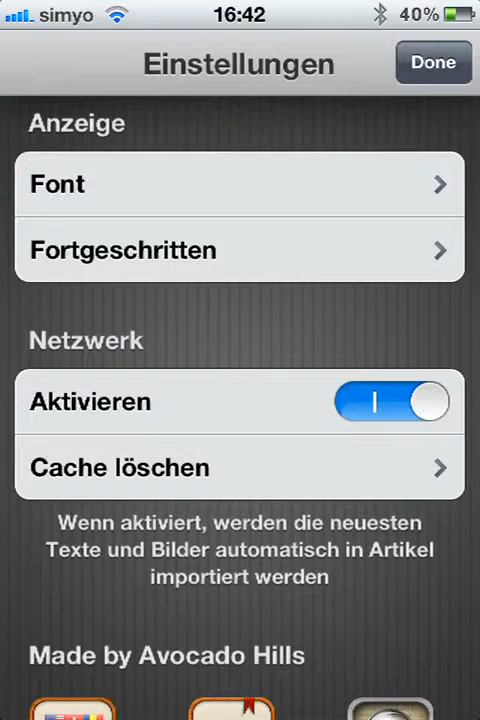 simyo 16:42 40%
Einstellungen
Done
Anzeige
Font
Fortgeschritten
Netzwerk
Aktivieren
Cache löschen
Wenn aktiviert, werden die neuesten
Texte und Bilder automatisch in Artikel
importiert werden
Made by Avocado Hills